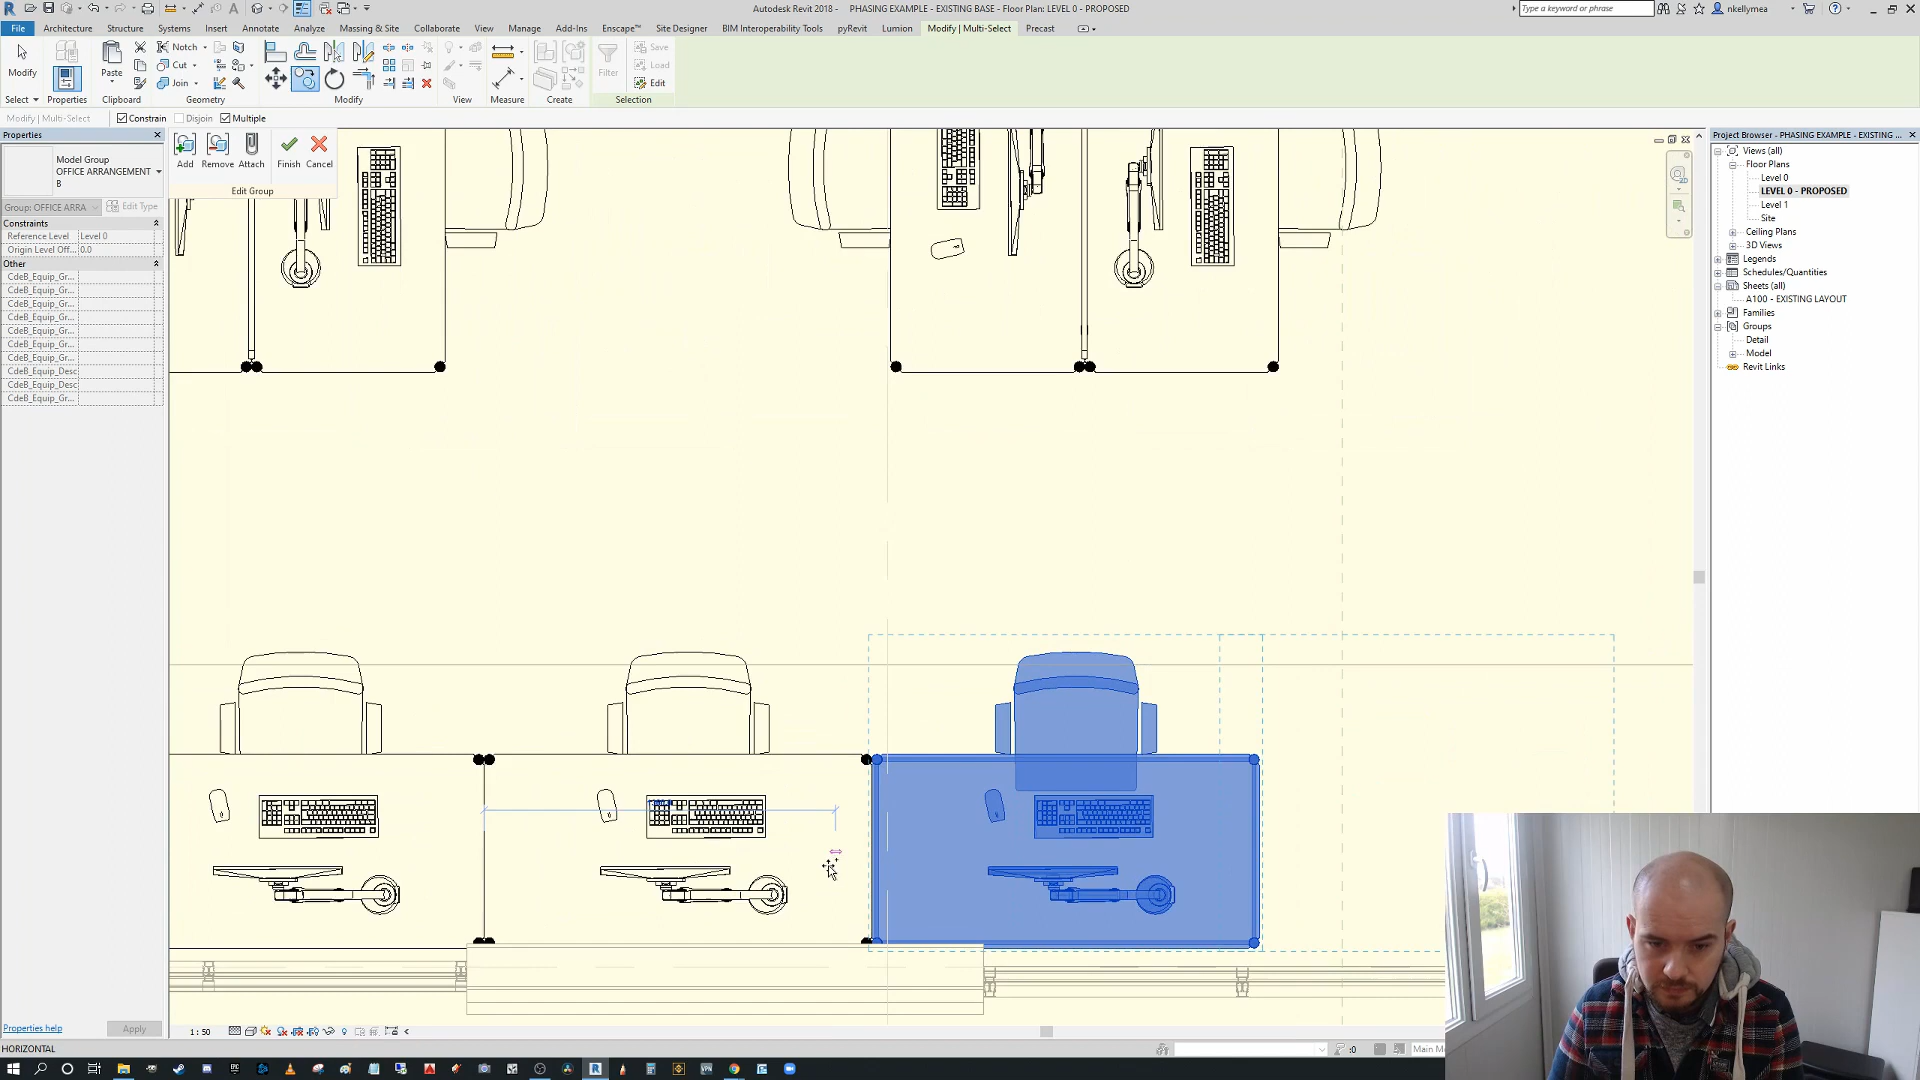 Autodesk Revit 2018 - PHASING EXAMPLE - EXISTING BASE - Floor Plan: LEVEL 0 - PROPOSED
Type a keyword or phrase
nkellymea
File Architecture Structure Systems Insert Annotate Analyze Massing & Site Collaborate View Manage Add-Ins Enscape™ Site Designer BIM Interoperability Tools pyRevit Lumion Modify | Multi-Select Precast
Modify
Properties
Paste
Notch
Cut
Join
Filter
Save
Load
Edit
Select Properties Clipboard Geometry Modify View Measure Create Selection
Modify | Multi-Select
Constrain Disjoin Multiple
Properties
Model Group
OFFICE ARRANGEMENT
B
Group: OFFICE ARRA
Edit Type
Constraints
Reference Level Level 0
Origin Level Off... 0.0
Other
CdeB_Equip_Gr...
CdeB_Equip_Gr...
CdeB_Equip_Gr...
CdeB_Equip_Gr...
CdeB_Equip_Gr...
CdeB_Equip_Gr...
CdeB_Equip_Gr...
CdeB_Equip_Desc
CdeB_Equip_Desc
CdeB_Equip_Gr...
Add Remove Attach Finish Cancel
Edit Group
Project Browser - PHASING EXAMPLE - EXISTING ...
Views (all)
Floor Plans
Level 0
LEVEL 0 - PROPOSED
Level 1
Site
Ceiling Plans
3D Views
Legends
Schedules/Quantities
Sheets (all)
A100 - EXISTING LAYOUT
Families
Groups
Detail
Model
Revit Links
Properties help
Apply
1 : 50
HORIZONTAL
:0
Main M